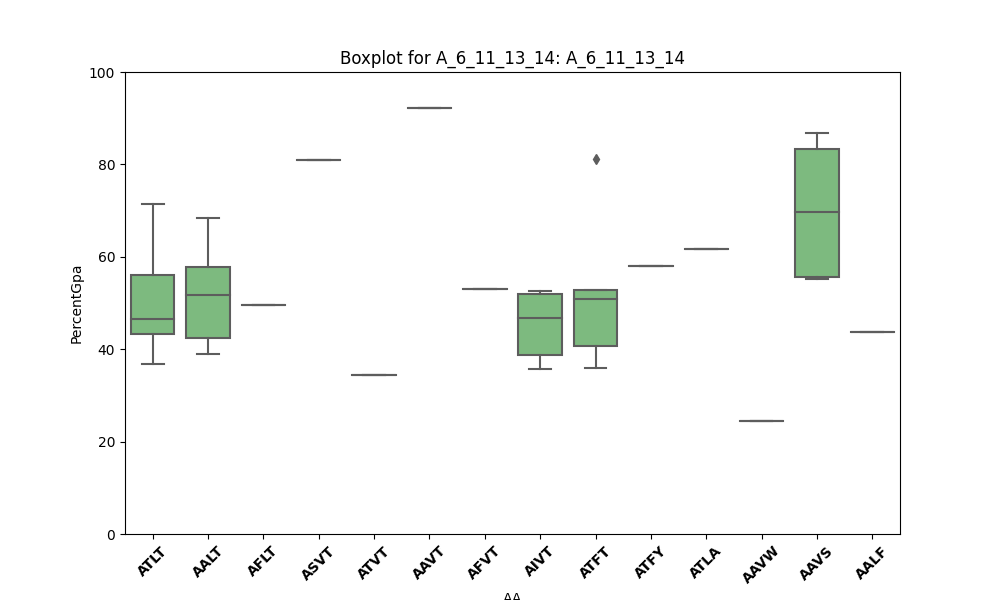 Boxplot for A_6_11_13_14: A_6_11_13_14
100
80
60
40
20
0
PercentGpa
ATLT
AALT
AFLT
ASVT
ATVT
AAVT
AFVT
AIVT
ATFT
ATFY
ATLA
AAVW
AAVS
AALF
AA